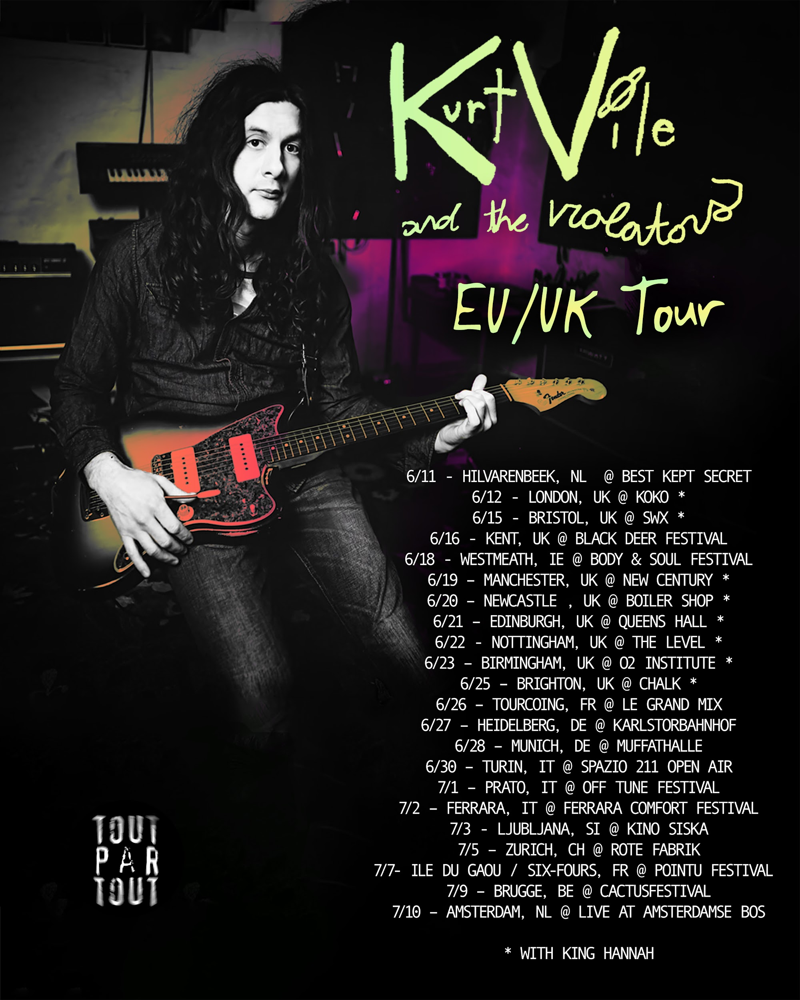 Kurt Vile
and the violators
EU/UK Tour
Fender
6/11 - HILVARENBEEK, NL  @ BEST KEPT SECRET
6/12 - LONDON, UK @ KOKO *
6/15 - BRISTOL, UK @ SWX *
6/16 - KENT, UK @ BLACK DEER FESTIVAL
6/18 - WESTMEATH, IE @ BODY & SOUL FESTIVAL
6/19 – MANCHESTER, UK @ NEW CENTURY *
6/20 – NEWCASTLE , UK @ BOILER SHOP *
6/21 – EDINBURGH, UK @ QUEENS HALL *
6/22 - NOTTINGHAM, UK @ THE LEVEL *
6/23 – BIRMINGHAM, UK @ O2 INSTITUTE *
6/25 – BRIGHTON, UK @ CHALK *
6/26 – TOURCOING, FR @ LE GRAND MIX
6/27 – HEIDELBERG, DE @ KARLSTORBAHNHOF
6/28 – MUNICH, DE @ MUFFATHALLE
6/30 – TURIN, IT @ SPAZIO 211 OPEN AIR
7/1 – PRATO, IT @ OFF TUNE FESTIVAL
7/2 – FERRARA, IT @ FERRARA COMFORT FESTIVAL
7/3 - LJUBLJANA, SI @ KINO SISKA
7/5 – ZURICH, CH @ ROTE FABRIK
7/7- ILE DU GAOU / SIX-FOURS, FR @ POINTU FESTIVAL
7/9 – BRUGGE, BE @ CACTUSFESTIVAL
7/10 – AMSTERDAM, NL @ LIVE AT AMSTERDAMSE BOS
* WITH KING HANNAH
TOUT
PAR
TOUT